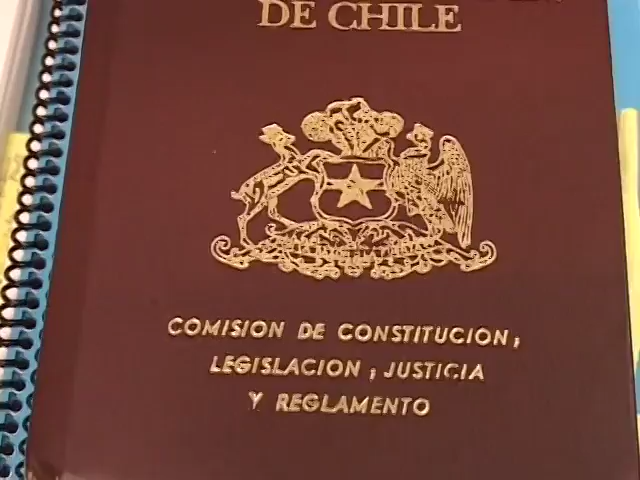 DE CHILE
COMISION DE CONSTITUCION,
LEGISLACION, JUSTICIA
Y REGLAMENTO